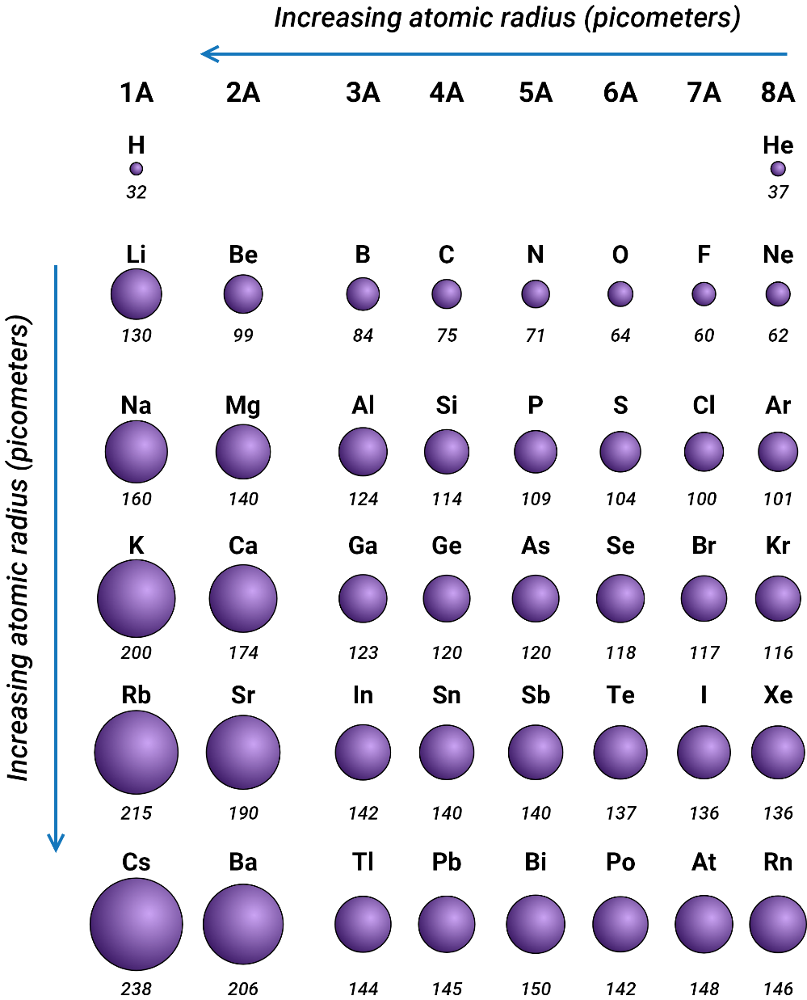 Increasing atomic radius (picometers)
1A 2A 3A 4A 5A 6A 7A 8A
H He
32 37
Li Be B C N O F Ne
130 99 84 75 71 64 60 62
Na Mg Al Si P S Cl Ar
160 140 124 114 109 104 100 101
K Ca Ga Ge As Se Br Kr
200 174 123 120 120 118 117 116
Rb Sr In Sn Sb Te I Xe
215 190 142 140 140 137 136 136
Cs Ba Tl Pb Bi Po At Rn
238 206 144 145 150 142 148 146
Increasing atomic radius (picometers)